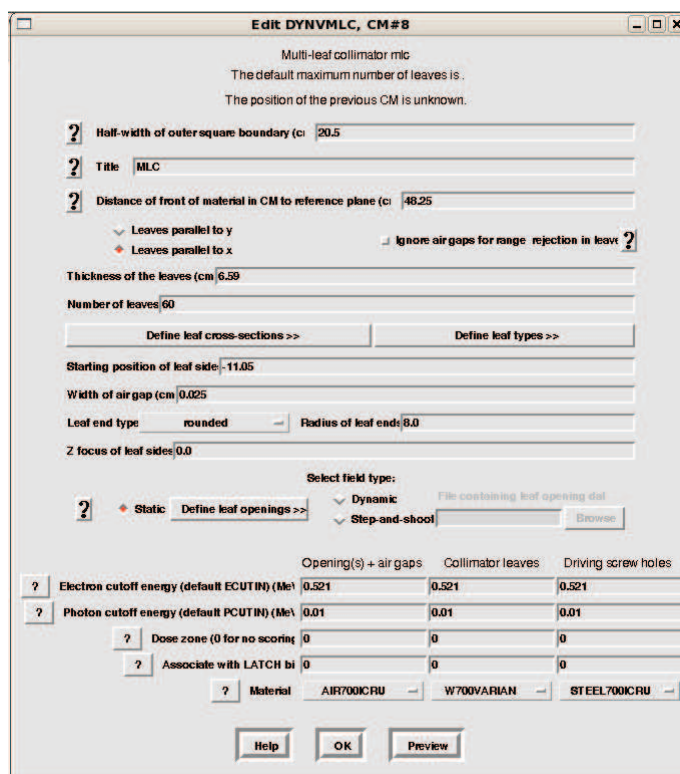 Edit DYNVMLC, CM#8
Multi-leaf collimator mlc
The default maximum number of leaves is .
The position of the previous CM is unknown.
? Half-width of outer square boundary (c 20.5
? Title MLC
? Distance of front of material in CM to reference plane (c 48.25
Leaves parallel to y
Leaves parallel to x Ignore air gaps for range rejection in leave ?
Thickness of the leaves (cm 6.59
Number of leaves 60
Define leaf cross-sections >> Define leaf types >>
Starting position of leaf side -11.05
Width of air gap (cm 0.025
Leaf end type rounded Radius of leaf ends 8.0
Z focus of leaf sides 0.0
Select field type:
? Static Define leaf openings >> Dynamic File containing leaf opening dat
Step-and-shoot Browse
Opening(s) + air gaps Collimator leaves Driving screw holes
? Electron cutoff energy (default ECUTIN) (MeV 0.521 0.521 0.521
? Photon cutoff energy (default PCUTIN) (MeV 0.01 0.01 0.01
? Dose zone (0 for no scoring 0 0 0
? Associate with LATCH bi 0 0 0
? Material AIR700ICRU W700VARIAN STEEL700ICRU
Help OK Preview